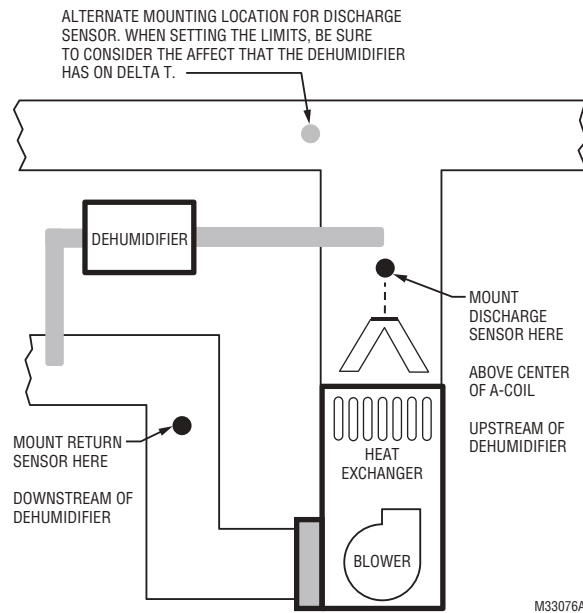 ALTERNATE MOUNTING LOCATION FOR DISCHARGE
SENSOR. WHEN SETTING THE LIMITS, BE SURE
TO CONSIDER THE AFFECT THAT THE DEHUMIDIFIER
HAS ON DELTA T.
DEHUMIDIFIER
MOUNT
DISCHARGE
SENSOR HERE
ABOVE CENTER
OF A-COIL
UPSTREAM OF
DEHUMIDIFIER
MOUNT RETURN
SENSOR HERE
DOWNSTREAM OF
DEHUMIDIFIER
HEAT
EXCHANGER
BLOWER
M33076A